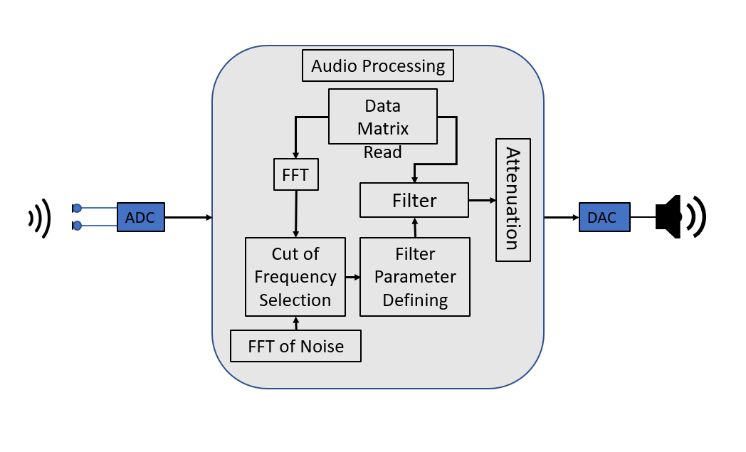 Audio Processing
Data
Matrix
Read
FFT
Filter
Attenuation
ADC
DAC
Cut of
Frequency
Selection
Filter
Parameter
Defining
FFT of Noise